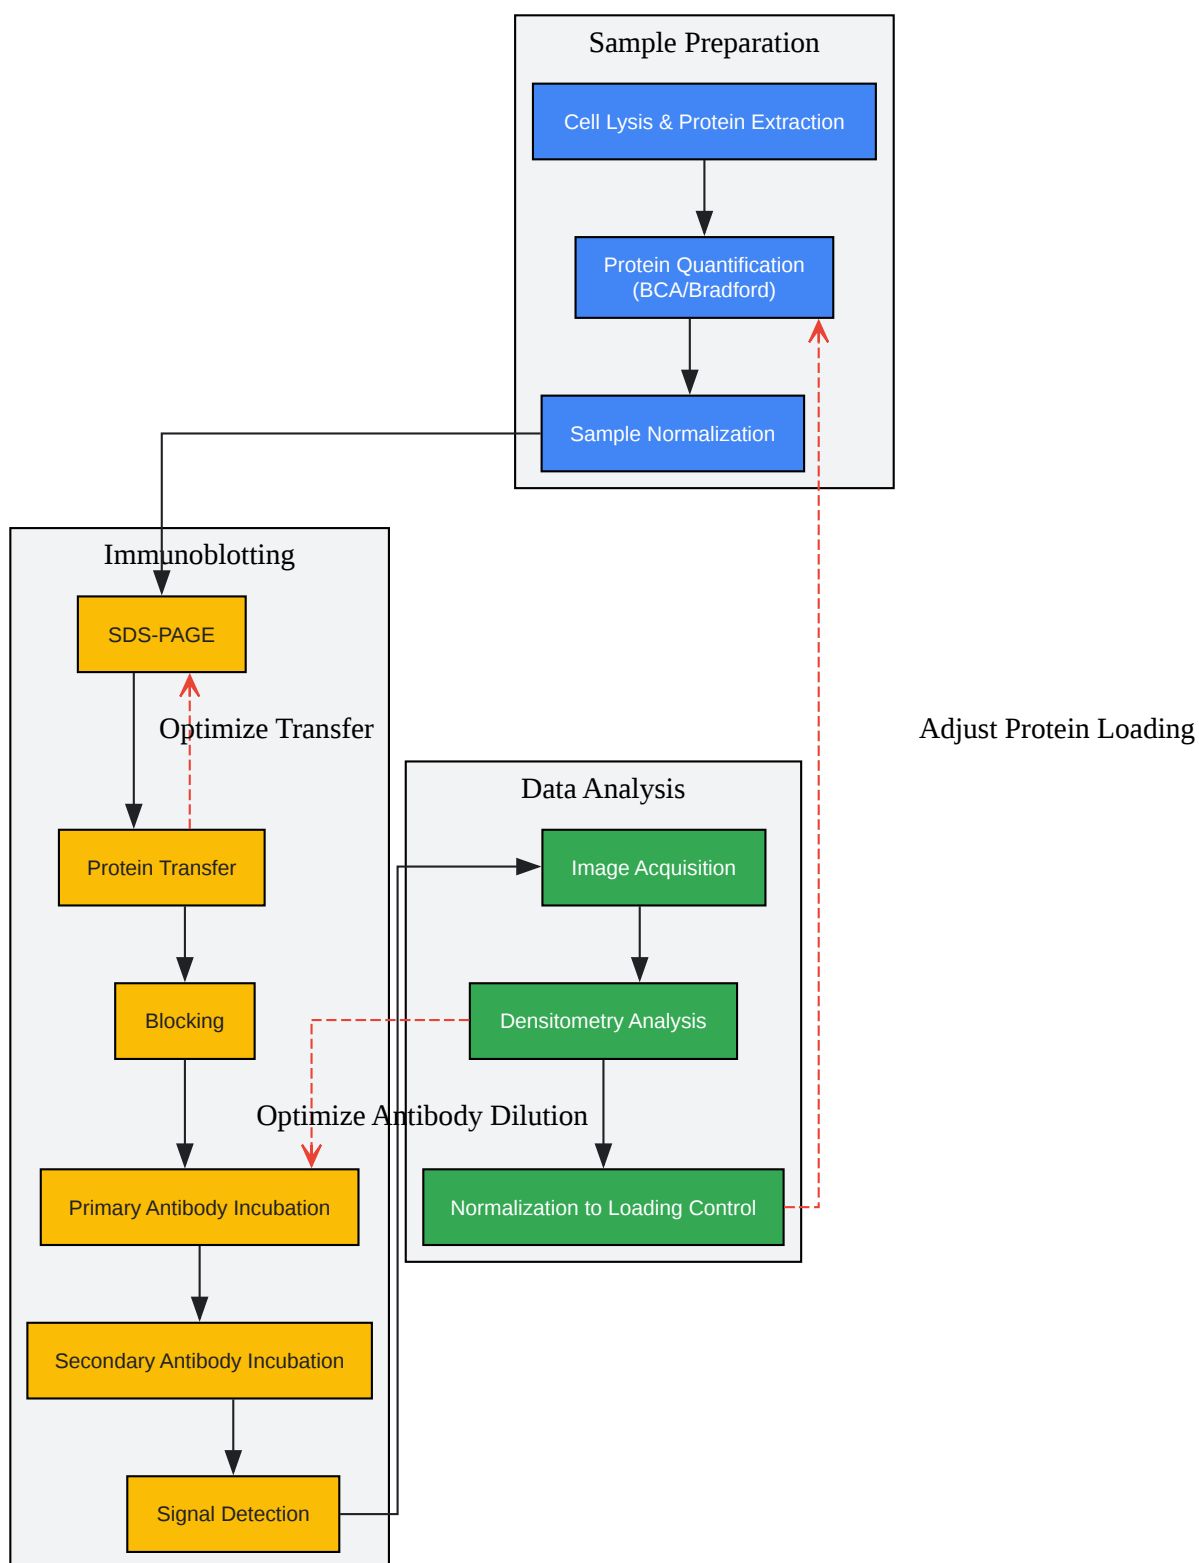 Sample Preparation
Cell Lysis & Protein Extraction
Protein Quantification
(BCA/Bradford)
Sample Normalization
Immunoblotting
SDS-PAGE
Optimize Transfer
Adjust Protein Loading
Data Analysis
Protein Transfer
Image Acquisition
Blocking
Densitometry Analysis
Optimize Antibody Dilution
Primary Antibody Incubation
Normalization to Loading Control
Secondary Antibody Incubation
Signal Detection